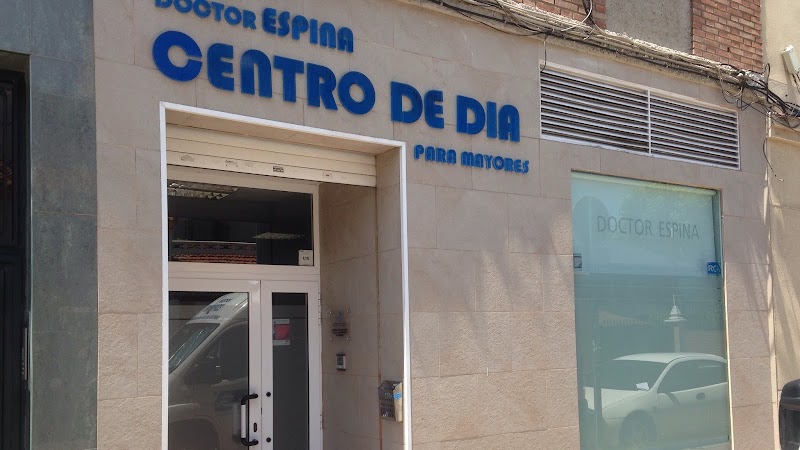 DOCTOR ESPINA
CENTRO DE DIA
PARA MAYORES
DOCTOR ESPINA